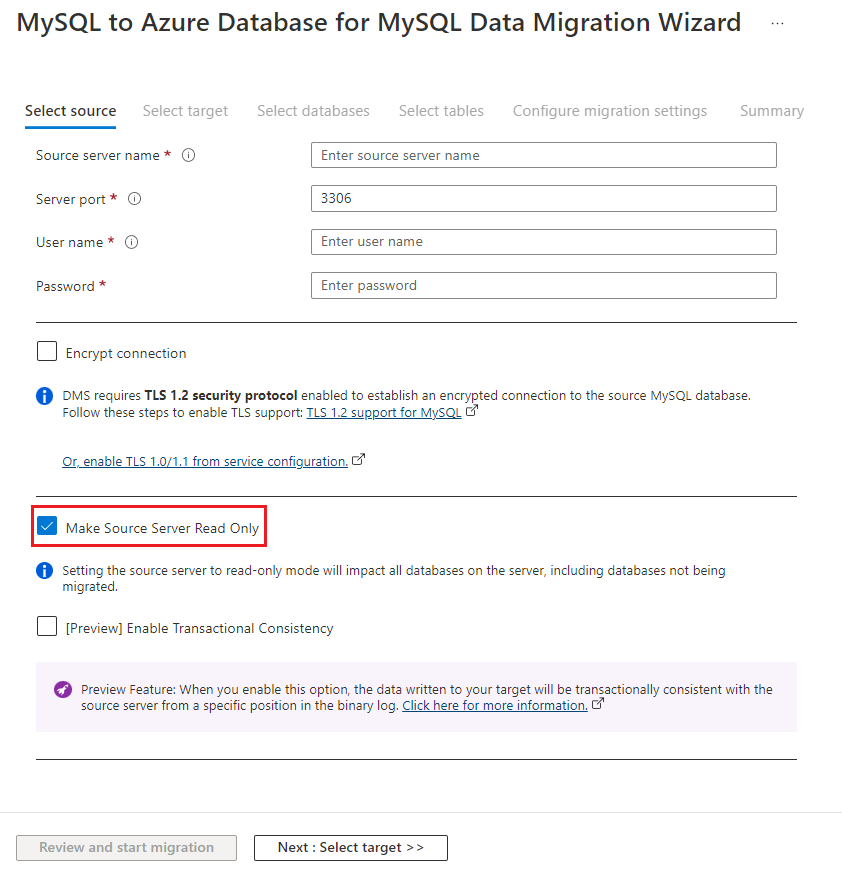 MySQL to Azure Database for MySQL Data Migration Wizard ...
Select source Select target Select databases Select tables Configure migration settings Summary
Source server name * Enter source server name
Server port * 3306
User name * Enter user name
Password * Enter password
Encrypt connection
DMS requires TLS 1.2 security protocol enabled to establish an encrypted connection to the source MySQL database.
Follow these steps to enable TLS support: TLS 1.2 support for MySQL
Or, enable TLS 1.0/1.1 from service configuration.
Make Source Server Read Only
Setting the source server to read-only mode will impact all databases on the server, including databases not being
migrated.
[Preview] Enable Transactional Consistency
Preview Feature: When you enable this option, the data written to your target will be transactionally consistent with the
source server from a specific position in the binary log. Click here for more information.
Review and start migration Next : Select target >>